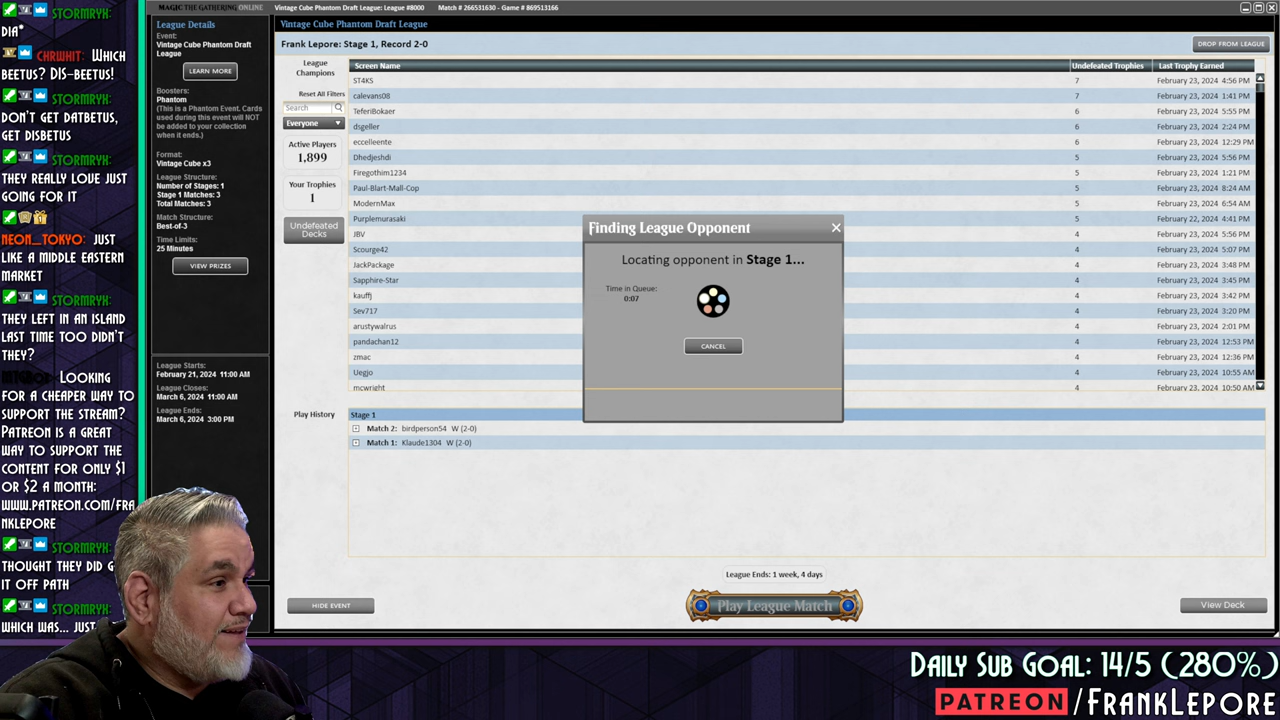 STORMRYK:
DIA*
CHRWHIT: WHICH
BEETUS? DIS-BEETUS!
STORMRYK:
DON'T GET DATBETUS,
GET DISBETUS
STORMRYK:
THEY REALLY LOVE JUST
GOING FOR IT
NEON_TOKYO: JUST
LIKE A MIDDLE EASTERN
MARKET
STORMRYK:
THEY LEFT IN AN ISLAND
LAST TIME TOO DIDN'T
THEY?
LOOKING
FOR A CHEAPER WAY TO
SUPPORT THE STREAM?
PATREON IS A GREAT
WAY TO SUPPORT THE
CONTENT FOR ONLY $1
OR $2 A MONTH:
WWW.PATREON.COM/FRA
NKLEPORE
STORMRYK:
THOUGHT THEY DID G
IT OFF PATH
STORMRYK:
WHICH WAS... JUST
MAGIC THE GATHERING ONLINE
Vintage Cube Phantom Draft League: League #8000 Match # 266531630 - Game # 869513166
League Details
Event:
Vintage Cube Phantom Draft
League
LEARN MORE
Boosters:
Phantom
(This is a Phantom Event. Cards
used during this event will NOT
be added to your collection
when it ends.)
Format:
Vintage Cube x3
League Structure:
Number of Stages: 1
Stage 1 Matches: 3
Total Matches: 3
Match Structure:
Best-of-3
Time Limits:
25 Minutes
VIEW PRIZES
League Starts:
February 21, 2024 11:00 AM
League Closes:
March 6, 2024 11:00 AM
League Ends:
March 6, 2024 3:00 PM
Vintage Cube Phantom Draft League
Frank Lepore: Stage 1, Record 2-0
DROP FROM LEAGUE
League
Champions
Reset All Filters
Search
Everyone
Active Players
1,899
Your Trophies
1
Undefeated
Decks
Screen Name Undefeated Trophies Last Trophy Earned
ST4KS 7 February 23, 2024 4:56 PM
calevans08 7 February 23, 2024 1:41 PM
TeferiBokaer 6 February 23, 2024 5:55 PM
dsgeller 6 February 23, 2024 2:24 PM
eccelleente 6 February 23, 2024 12:29 PM
Dhedjeshdi 5 February 23, 2024 5:56 PM
Firegothim1234 5 February 23, 2024 1:21 PM
Paul-Blart-Mall-Cop 5 February 23, 2024 8:24 AM
ModernMax 5 February 23, 2024 6:54 AM
Purplemurasaki 5 February 22, 2024 4:41 PM
JBV 4 February 23, 2024 5:56 PM
Scourge42 4 February 23, 2024 5:07 PM
JackPackage 4 February 23, 2024 3:48 PM
Sapphire-Star 4 February 23, 2024 3:45 PM
kauffj 4 February 23, 2024 3:42 PM
Sev717 4 February 23, 2024 3:20 PM
arustywalrus 4 February 23, 2024 2:01 PM
pandachan12 4 February 23, 2024 12:53 PM
zmac 4 February 23, 2024 12:36 PM
Uegjo 4 February 23, 2024 10:55 AM
mcwright 4 February 23, 2024 10:50 AM
Finding League Opponent
Locating opponent in Stage 1...
Time in Queue:
0:07
CANCEL
Play History
Stage 1
Match 2: birdperson54 W (2-0)
Match 1: Klaude1304 W (2-0)
League Ends: 1 week, 4 days
HIDE EVENT
Play League Match
View Deck
DAILY SUB GOAL: 14/5 (280%)
PATREON/FRANKLEPORE